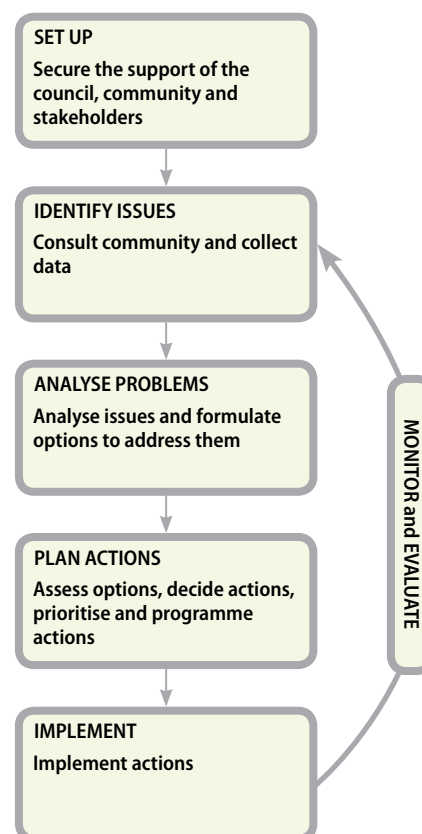 SET UP
Secure the support of the
council, community and
stakeholders
IDENTIFY ISSUES
Consult community and collect
data
ANALYSE PROBLEMS
Analyse issues and formulate
options to address them
PLAN ACTIONS
Assess options, decide actions,
prioritise and programme
actions
IMPLEMENT
Implement actions
MONITOR and EVALUATE